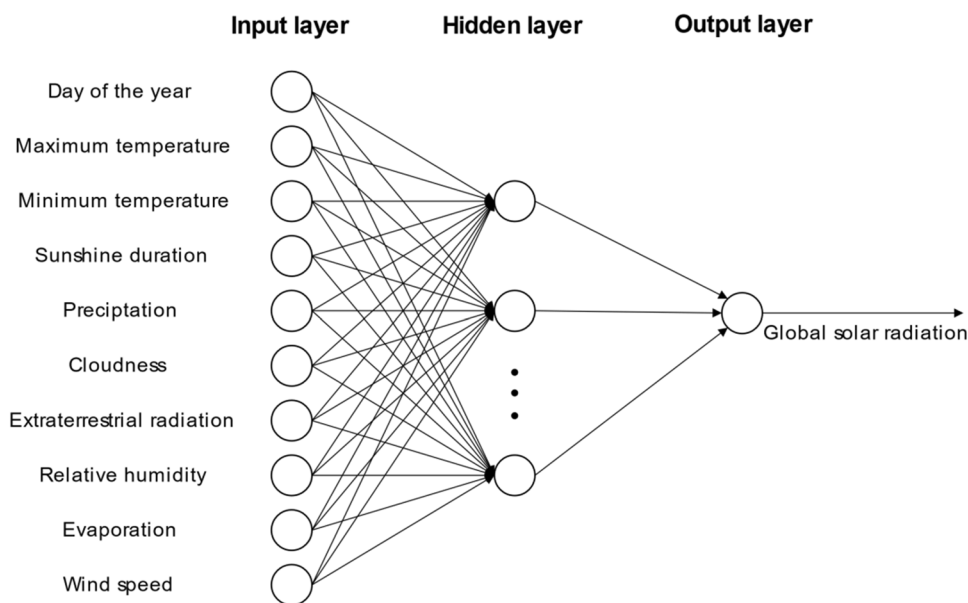 Input layer
Hidden layer
Output layer
Day of the year
Maximum temperature
Minimum temperature
Sunshine duration
Preciptation
Cloudness
Extraterrestrial radiation
Relative humidity
Evaporation
Wind speed
Global solar radiation